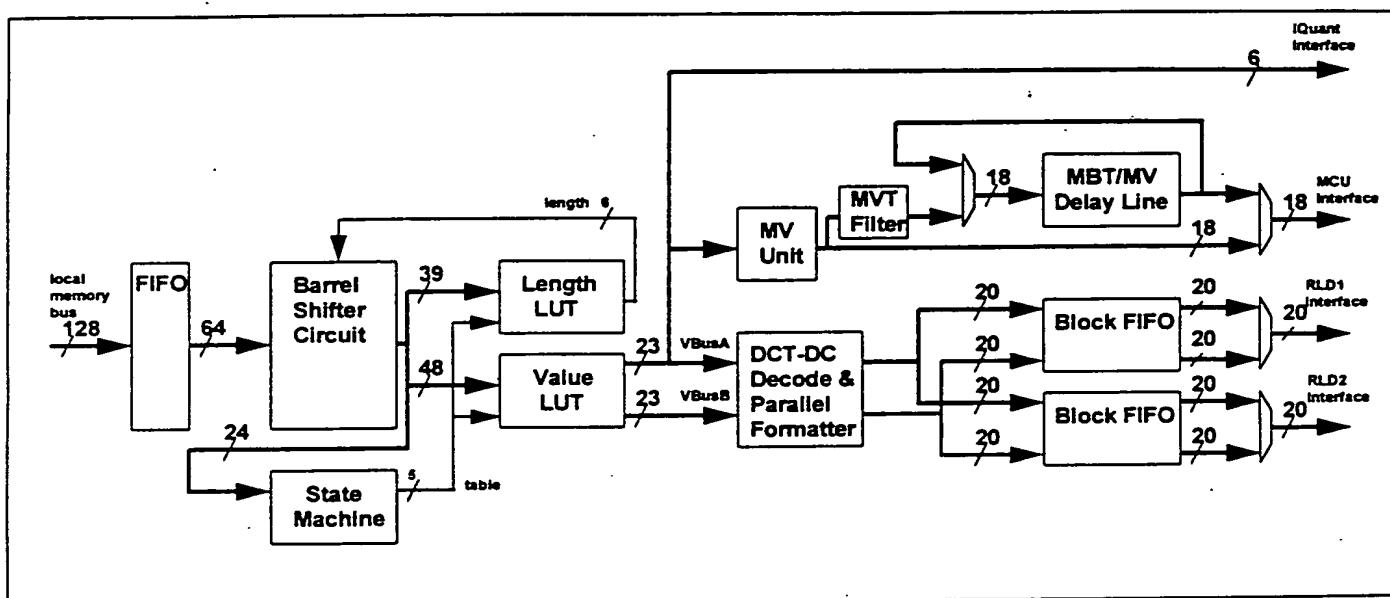 IQuant
Interface
6
MCU
Interface
18
MBT/MV
Delay Line
18
MVT
Filter
MV
Unit
18
length 6
local
memory
bus
128
FIFO
64
Barrel
Shifter
Circuit
39
Length
LUT
48
Value
LUT
23
VBusA
23
VBusB
24
State
Machine
5
table
DCT-DC
Decode &
Parallel
Formatter
20
20
20
20
Block FIFO
Block FIFO
20
20
20
20
RLD1
Interface
20
RLD2
Interface
20